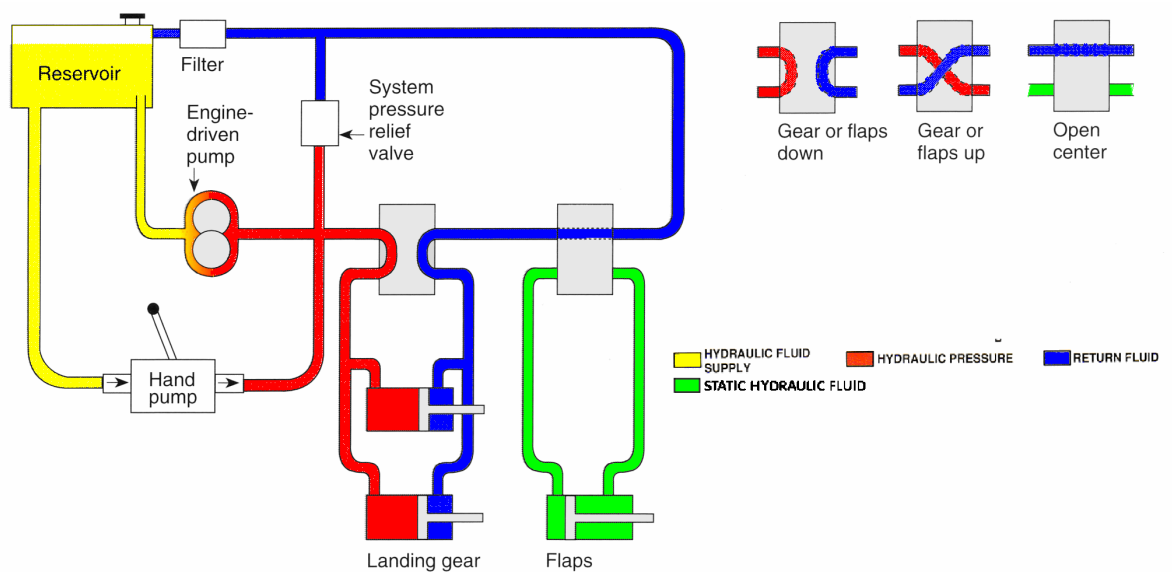 Reservoir
Filter
System
pressure
relief
valve
Engine-
driven
pump
Hand
pump
Landing gear
Flaps
Gear or flaps
down
Gear or
flaps up
Open
center
HYDRAULIC FLUID
SUPPLY
HYDRAULIC PRESSURE
RETURN FLUID
STATIC HYDRAULIC FLUID